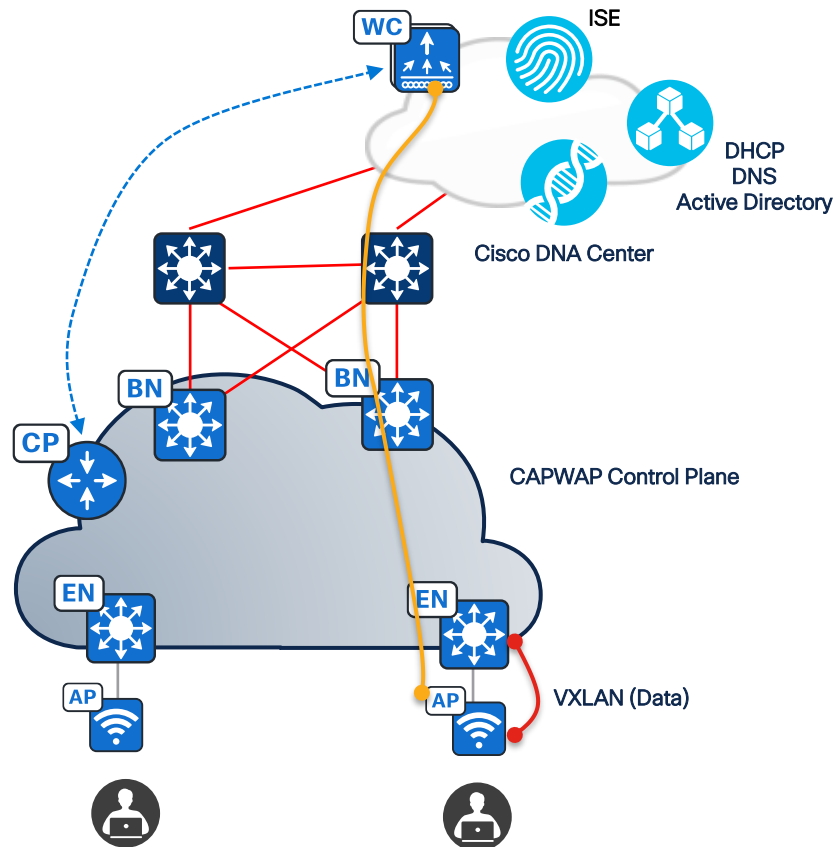 WC
ISE
DHCP
DNS
Active Directory
Cisco DNA Center
BN
BN
CP
CAPWAP Control Plane
EN
EN
AP
AP
VXLAN (Data)